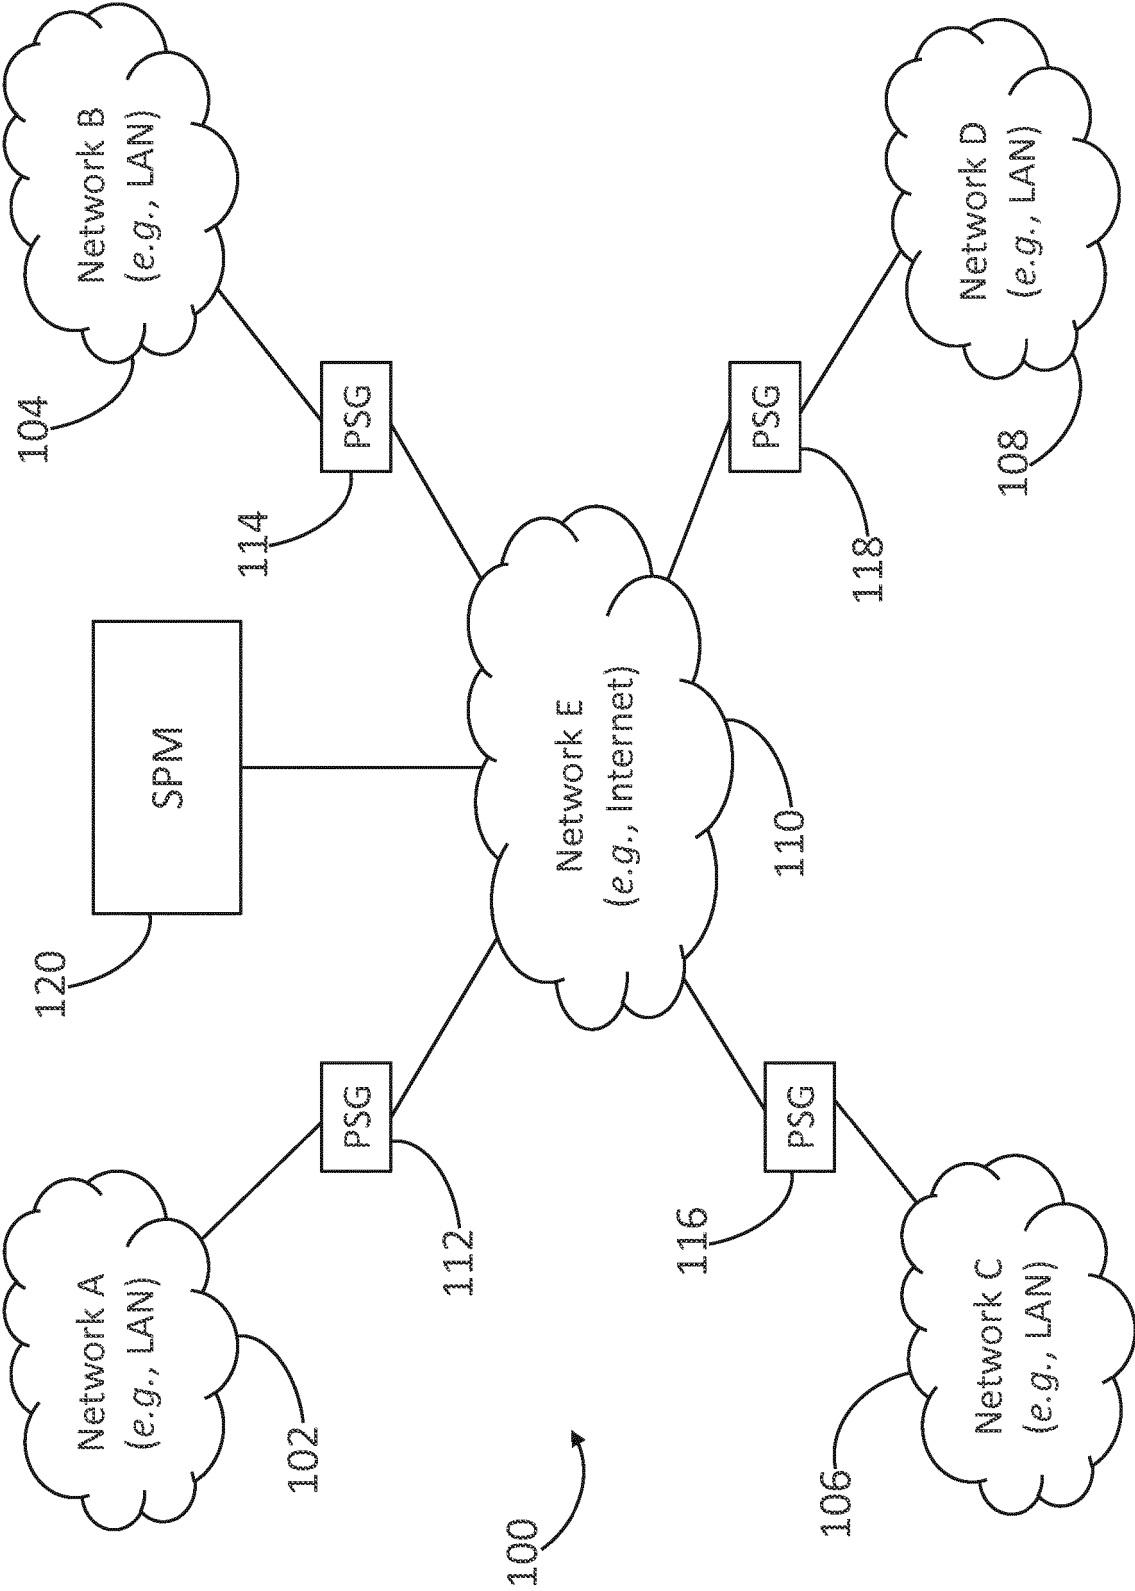 120
SPM
102
Network A
(e.g., LAN)
104
Network B
(e.g., LAN)
112
PSG
114
PSG
100
Network E
(e.g., Internet)
110
116
PSG
118
PSG
106
Network C
(e.g., LAN)
108
Network D
(e.g., LAN)